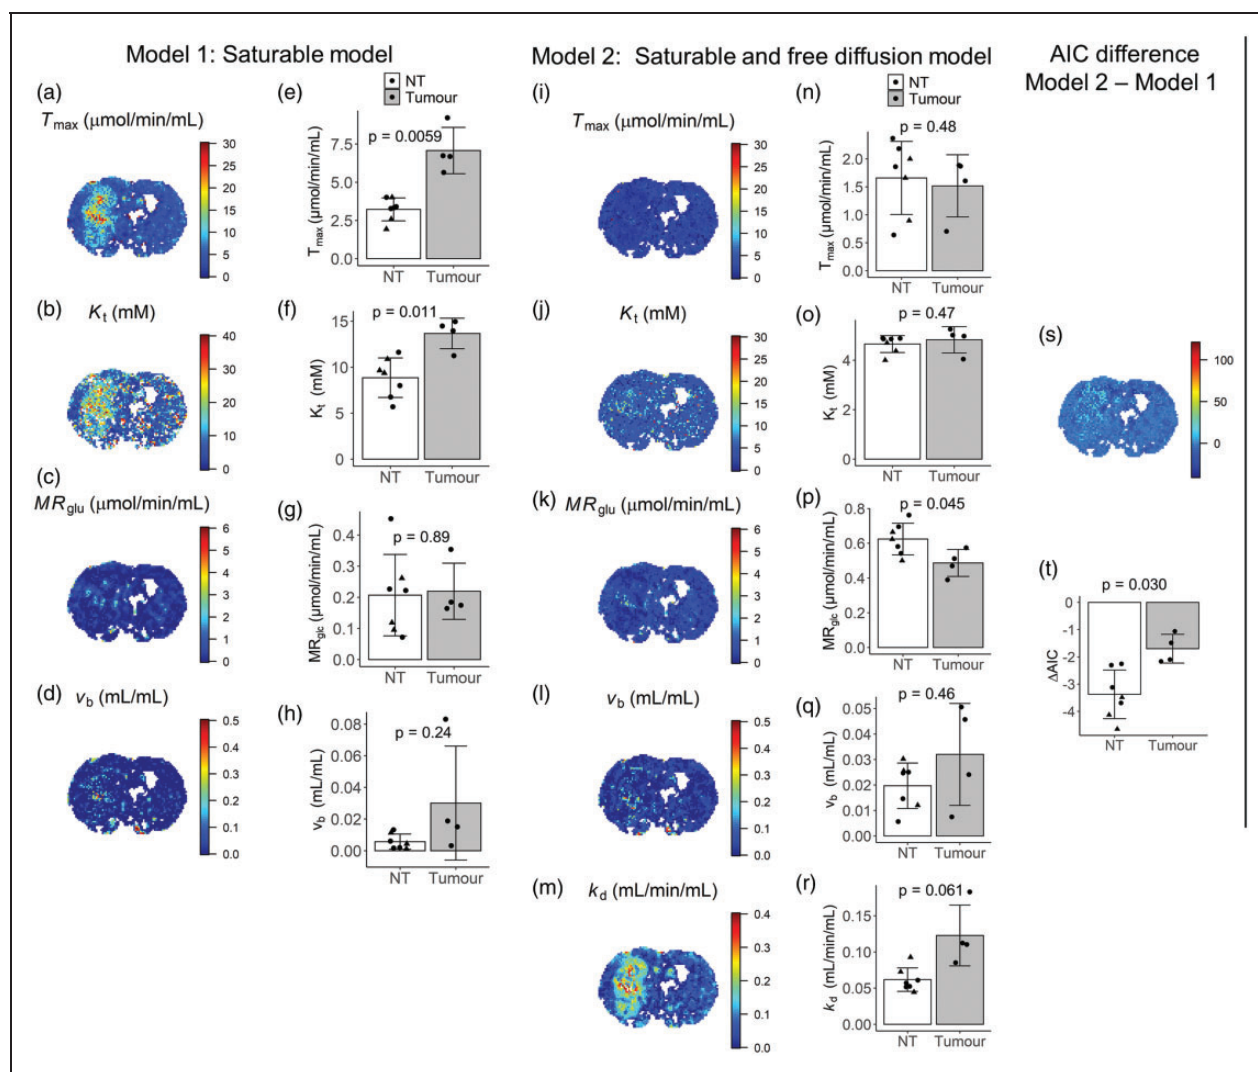 Model 1: Saturable model
Model 2: Saturable and free diffusion model
AIC difference
Model 2 – Model 1
(a)
Tmax (μmol/min/mL)
30
25
20
15
10
5
0
(e)
NT
Tumour
p = 0.0059
Tmax (μmol/min/mL)
7.5
5.0
2.5
0.0
NT Tumour
(i)
Tmax (μmol/min/mL)
30
25
20
15
10
5
0
(n)
NT
Tumour
p = 0.48
Tmax (μmol/min/mL)
2.0
1.5
1.0
0.5
0.0
NT Tumour
(b)
Kt (mM)
40
30
20
10
0
(f)
p = 0.011
Kt (mM)
15
10
5
0
NT Tumour
(j)
Kt (mM)
30
25
20
15
10
5
0
(o)
p = 0.47
Kt (mM)
4
2
0
NT Tumour
(s)
100
50
0
(c)
MRglu (μmol/min/mL)
6
5
4
3
2
1
0
(g)
p = 0.89
MRglc (μmol/min/mL)
0.4
0.3
0.2
0.1
0.0
NT Tumour
(k)
MRglu (μmol/min/mL)
6
5
4
3
2
1
0
(p)
p = 0.045
MRglc (μmol/min/mL)
0.8
0.6
0.4
0.2
0.0
NT Tumour
(t)
p = 0.030
ΔAIC
0
-1
-2
-3
-4
NT Tumour
(d)
vb (mL/mL)
0.5
0.4
0.3
0.2
0.1
0.0
(h)
p = 0.24
vb (mL/mL)
0.08
0.06
0.04
0.02
0.00
NT Tumour
(l)
vb (mL/mL)
0.5
0.4
0.3
0.2
0.1
0.0
(q)
p = 0.46
vb (mL/mL)
0.05
0.04
0.03
0.02
0.01
0.00
NT Tumour
(m)
kd (mL/min/mL)
0.4
0.3
0.2
0.1
0.0
(r)
p = 0.061
kd (mL/min/mL)
0.15
0.10
0.05
0.00
NT Tumour